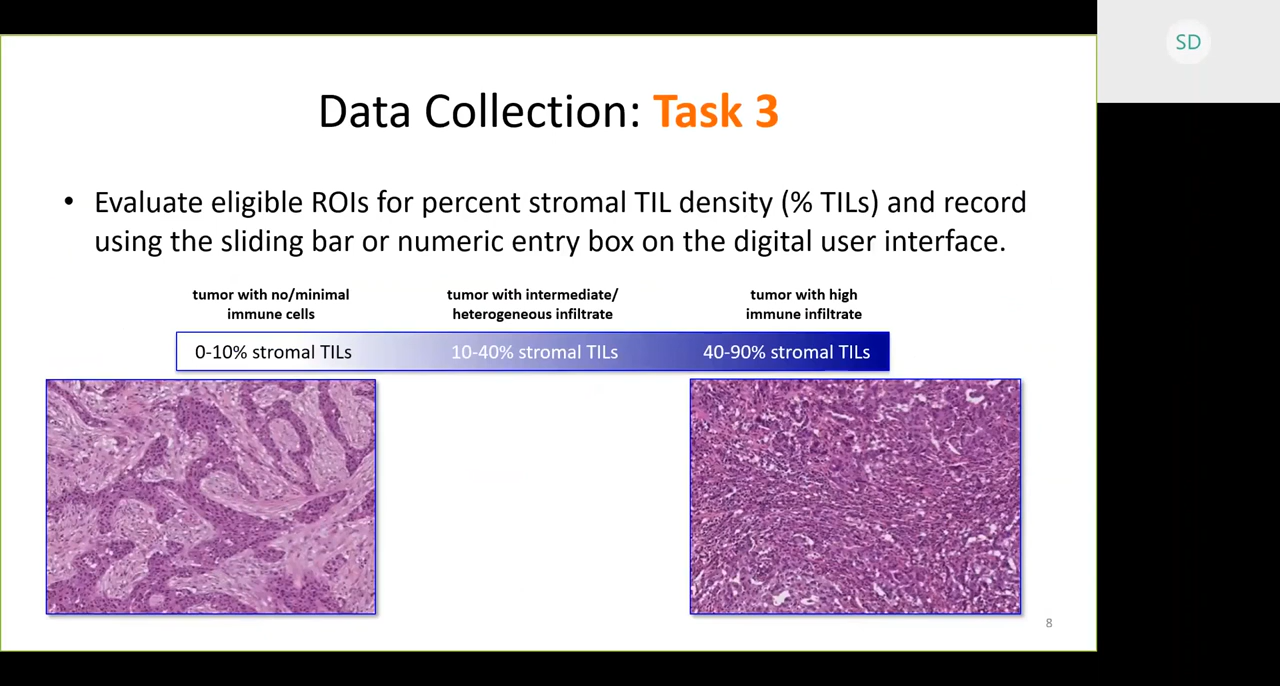 SD
Data Collection: Task 3
• Evaluate eligible ROIs for percent stromal TIL density (% TILs) and record
using the sliding bar or numeric entry box on the digital user interface.
tumor with no/minimal
immune cells
tumor with intermediate/
heterogeneous infiltrate
tumor with high
immune infiltrate
0-10% stromal TILs
10-40% stromal TILs
40-90% stromal TILs
8